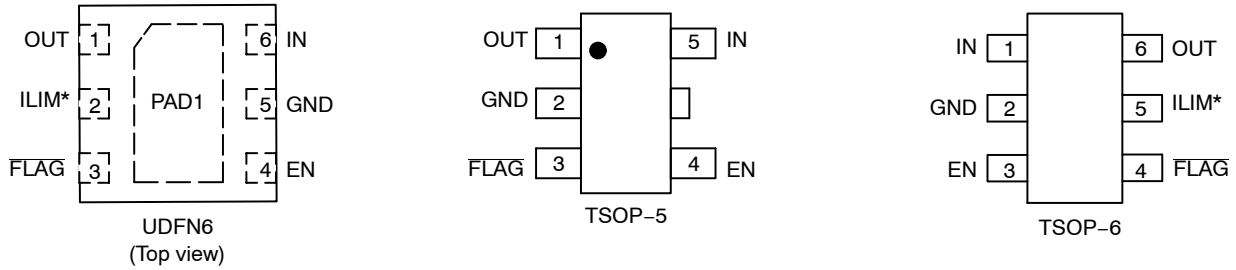 OUT 1 6 IN
ILIM* 2 PAD1 5 GND
FLAG 3 4 EN
UDFN6
(Top view)
OUT 1 5 IN
GND 2
FLAG 3 4 EN
TSOP−5
IN 1 6 OUT
GND 2 5 ILIM*
EN 3 4 FLAG
TSOP−6